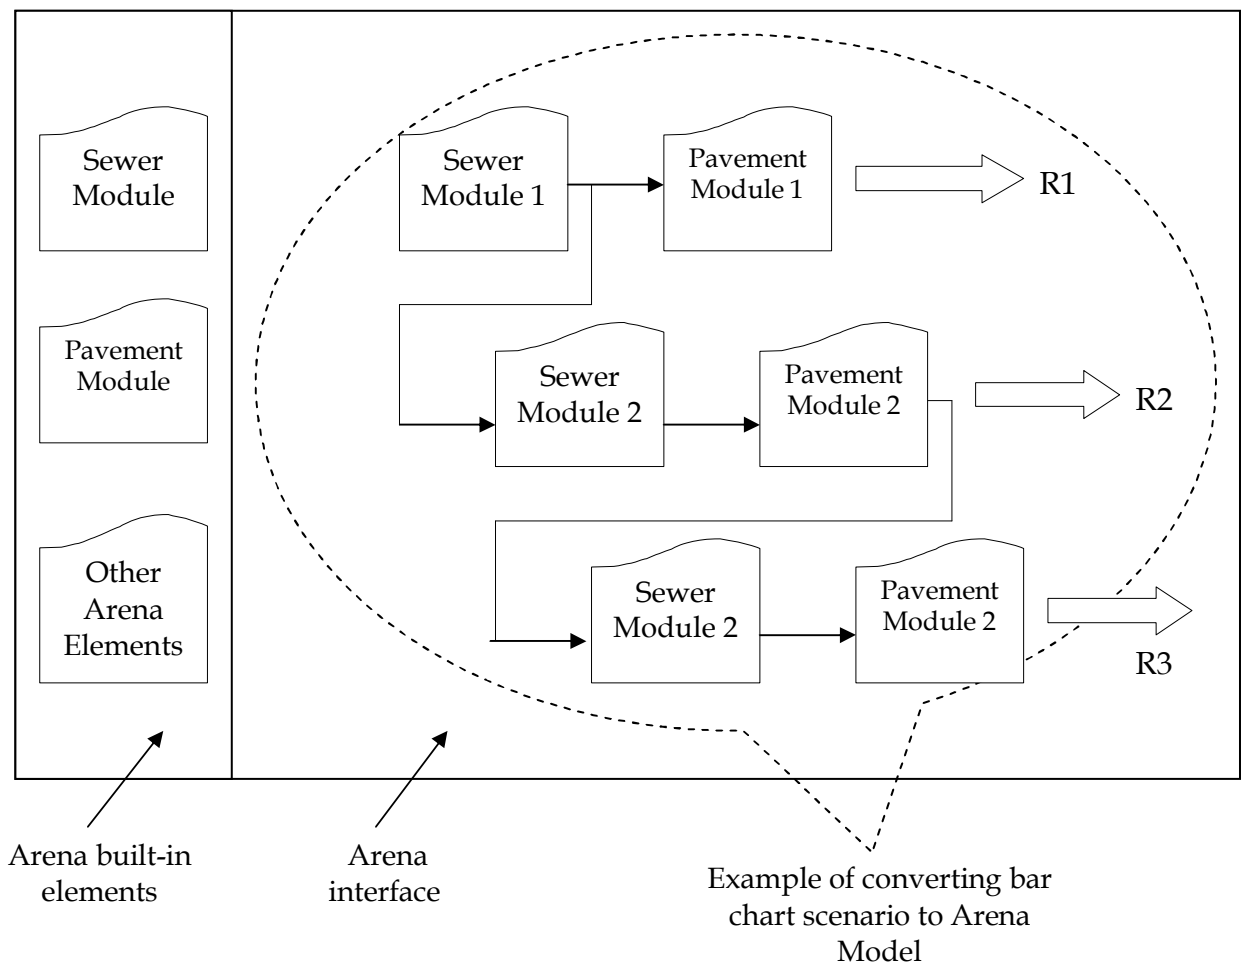 Sewer
Module
Pavement
Module
Other
Arena
Elements
Sewer
Module 1
Pavement
Module 1
R1
Sewer
Module 2
Pavement
Module 2
R2
Sewer
Module 2
Pavement
Module 2
R3
Arena built-in
elements
Arena
interface
Example of converting bar
chart scenario to Arena
Model